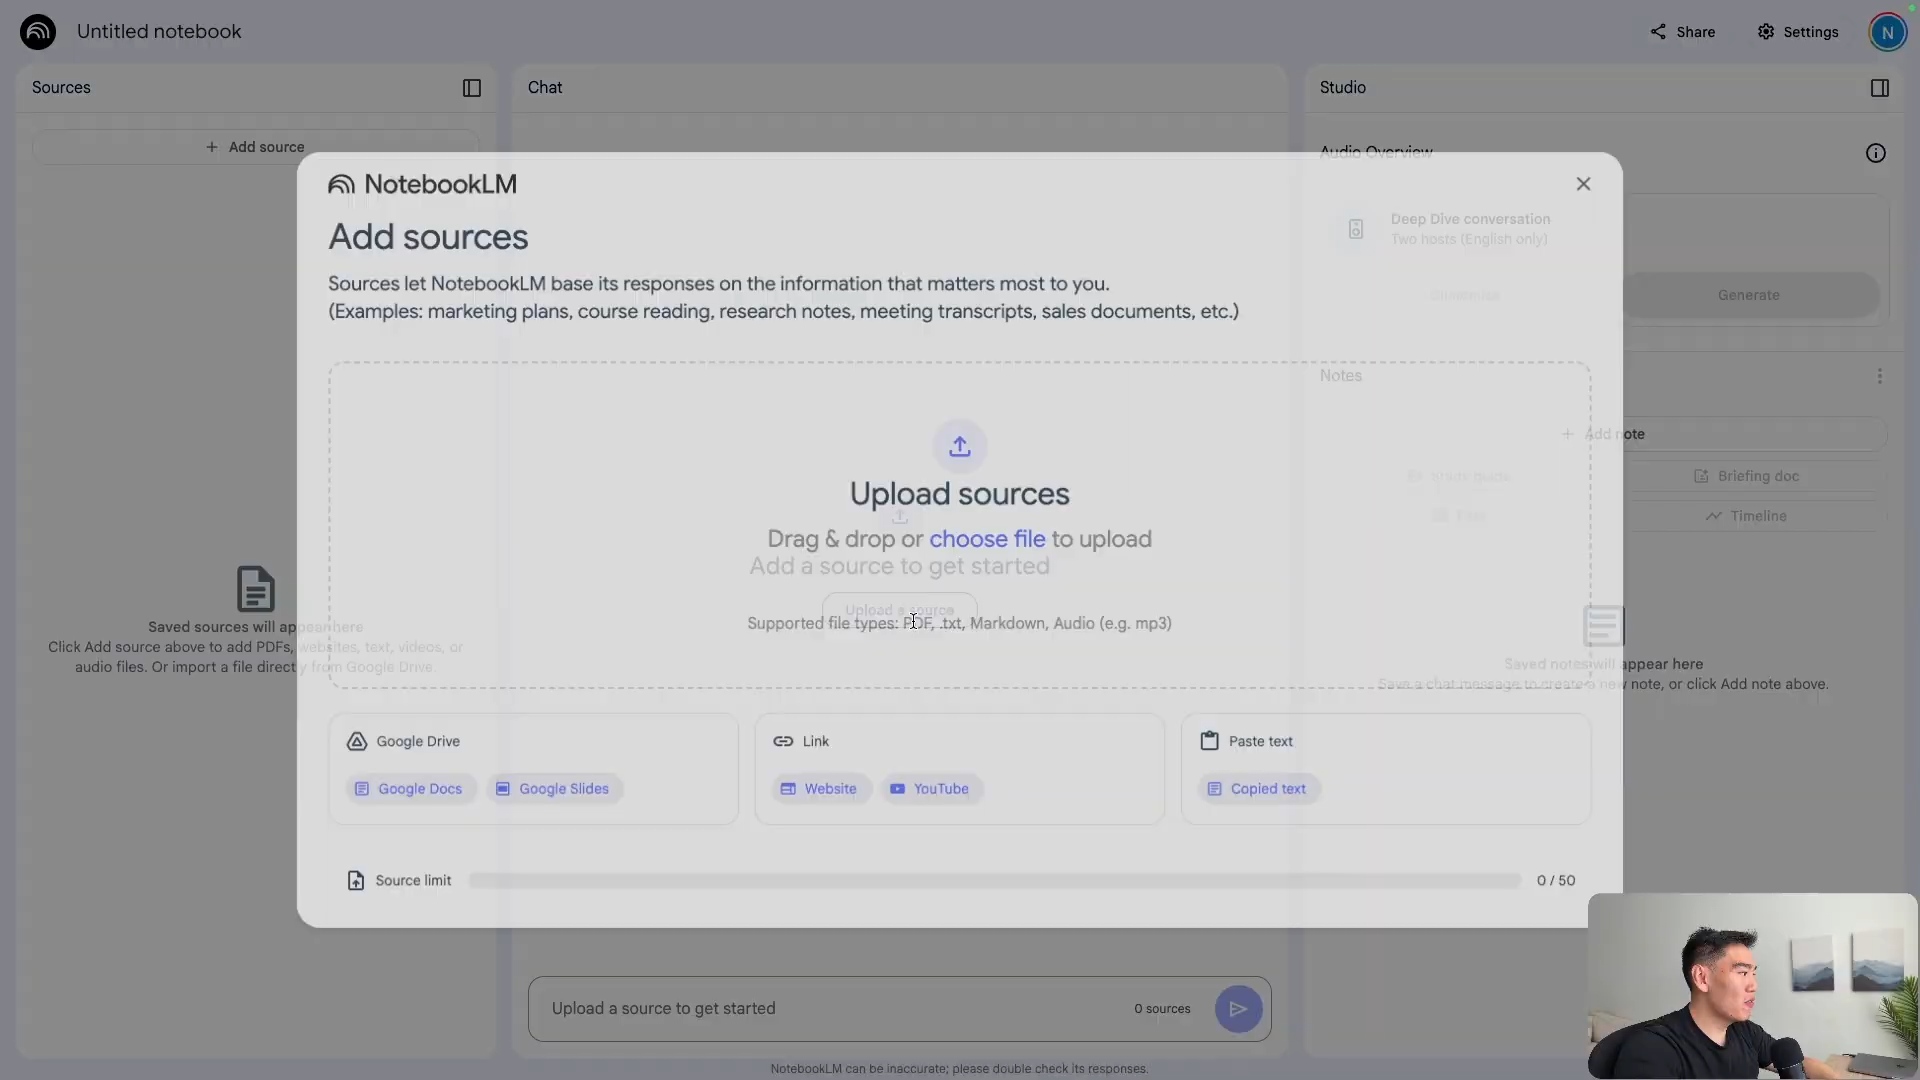 Untitled notebook
Share
Settings
N
Sources
Chat
Studio
+ Add source
Audio Overview
NotebookLM
Add sources
Deep Dive conversation
Two hosts (English only)
Sources let NotebookLM base its responses on the information that matters most to you.
(Examples: marketing plans, course reading, research notes, meeting transcripts, sales documents, etc.)
Customize
Generate
Notes
+ Add note
Study guide
Briefing doc
FAQ
Timeline
Upload sources
Drag & drop or choose file to upload
Add a source to get started
Upload a source
Supported file types: PDF, .txt, Markdown, Audio (e.g. mp3)
Saved sources will appear here
Click Add source above to add PDFs, websites, text, videos, or
audio files. Or import a file directly from Google Drive.
Saved notes will appear here
Save a chat message to create a new note, or click Add note above.
Google Drive
Google Docs
Google Slides
Link
Website
YouTube
Paste text
Copied text
Source limit
0 / 50
Upload a source to get started
0 sources
NotebookLM can be inaccurate; please double check its responses.